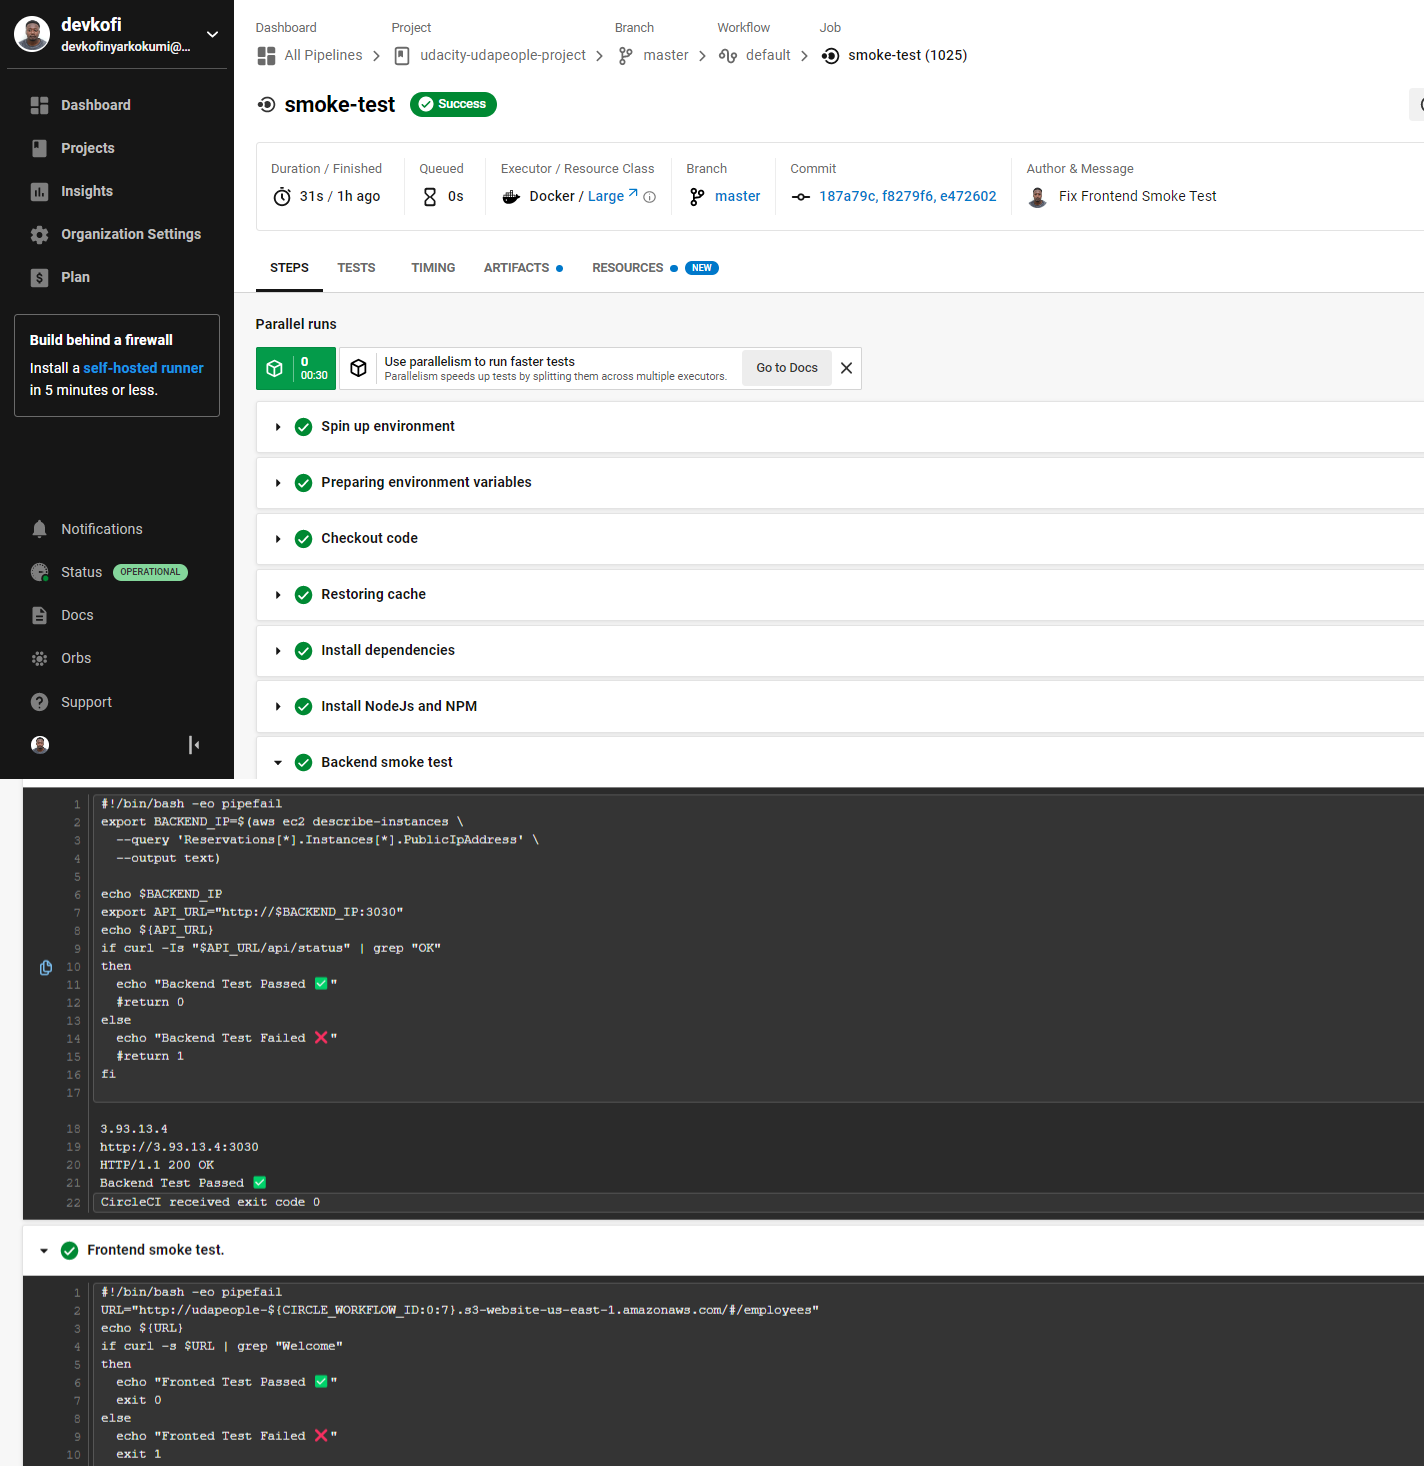 devkofi
devkofinyarkokumi@...
Dashboard
Projects
Insights
Organization Settings
Plan
Build behind a firewall
Install a self-hosted runner
in 5 minutes or less.
Notifications
Status OPERATIONAL
Docs
Orbs
Support
Dashboard Project Branch Workflow Job
All Pipelines udacity-udapeople-project master default smoke-test (1025)
smoke-test Success
Duration / Finished Queued Executor / Resource Class Branch Commit Author & Message
31s / 1h ago 0s Docker / Large master 187a79c, f8279f6, e472602 Fix Frontend Smoke Test
STEPS TESTS TIMING ARTIFACTS RESOURCES NEW
Parallel runs
0
00:30
Use parallelism to run faster tests
Parallelism speeds up tests by splitting them across multiple executors.
Go to Docs
Spin up environment
Preparing environment variables
Checkout code
Restoring cache
Install dependencies
Install NodeJs and NPM
Backend smoke test
1 #!/bin/bash -eo pipefail
2 export BACKEND_IP=$(aws ec2 describe-instances \
3 --query 'Reservations[*].Instances[*].PublicIpAddress' \
4 --output text)
5
6 echo $BACKEND_IP
7 export API_URL="http://$BACKEND_IP:3030"
8 echo ${API_URL}
9 if curl -Is "$API_URL/api/status" | grep "OK"
10 then
11 echo "Backend Test Passed ✅"
12 #return 0
13 else
14 echo "Backend Test Failed ❌"
15 #return 1
16 fi
17
18 3.93.13.4
19 http://3.93.13.4:3030
20 HTTP/1.1 200 OK
21 Backend Test Passed ✅
22 CircleCI received exit code 0
Frontend smoke test.
1 #!/bin/bash -eo pipefail
2 URL="http://udapeople-${CIRCLE_WORKFLOW_ID:0:7}.s3-website-us-east-1.amazonaws.com/#/employees"
3 echo ${URL}
4 if curl -s $URL | grep "Welcome"
5 then
6 echo "Fronted Test Passed ✅"
7 exit 0
8 else
9 echo "Fronted Test Failed ❌"
10 exit 1